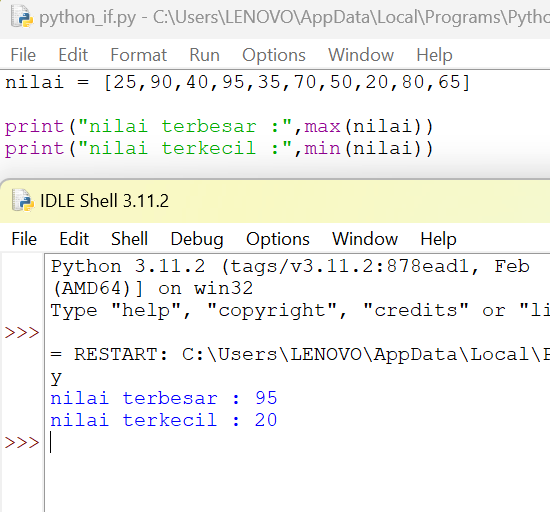 python_if.py - C:\Users\LENOVO\AppData\Local\Programs\Pytho
File Edit Format Run Options Window Help
nilai = [25,90,40,95,35,70,50,20,80,65]
print("nilai terbesar :",max(nilai))
print("nilai terkecil :",min(nilai))
IDLE Shell 3.11.2
File Edit Shell Debug Options Window Help
Python 3.11.2 (tags/v3.11.2:878ead1, Feb
(AMD64)] on win32
Type "help", "copyright", "credits" or "li
>>>
= RESTART: C:\Users\LENOVO\AppData\Local\P
y
nilai terbesar : 95
nilai terkecil : 20
>>>